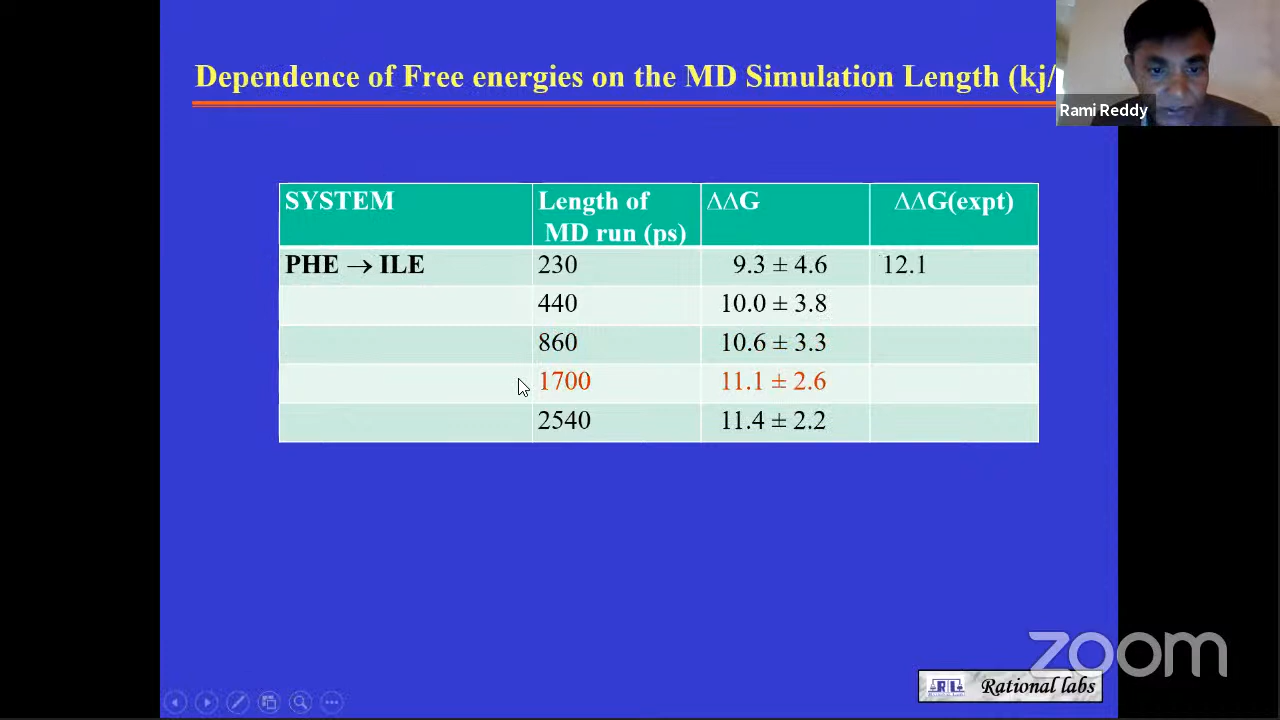 Dependence of Free energies on the MD Simulation Length (kj/
Rami Reddy
SYSTEM Length of MD run (ps) ΔΔG ΔΔG(expt)
PHE → ILE 230 9.3 ± 4.6 12.1
440 10.0 ± 3.8
860 10.6 ± 3.3
1700 11.1 ± 2.6
2540 11.4 ± 2.2
zoom
RL Rational labs